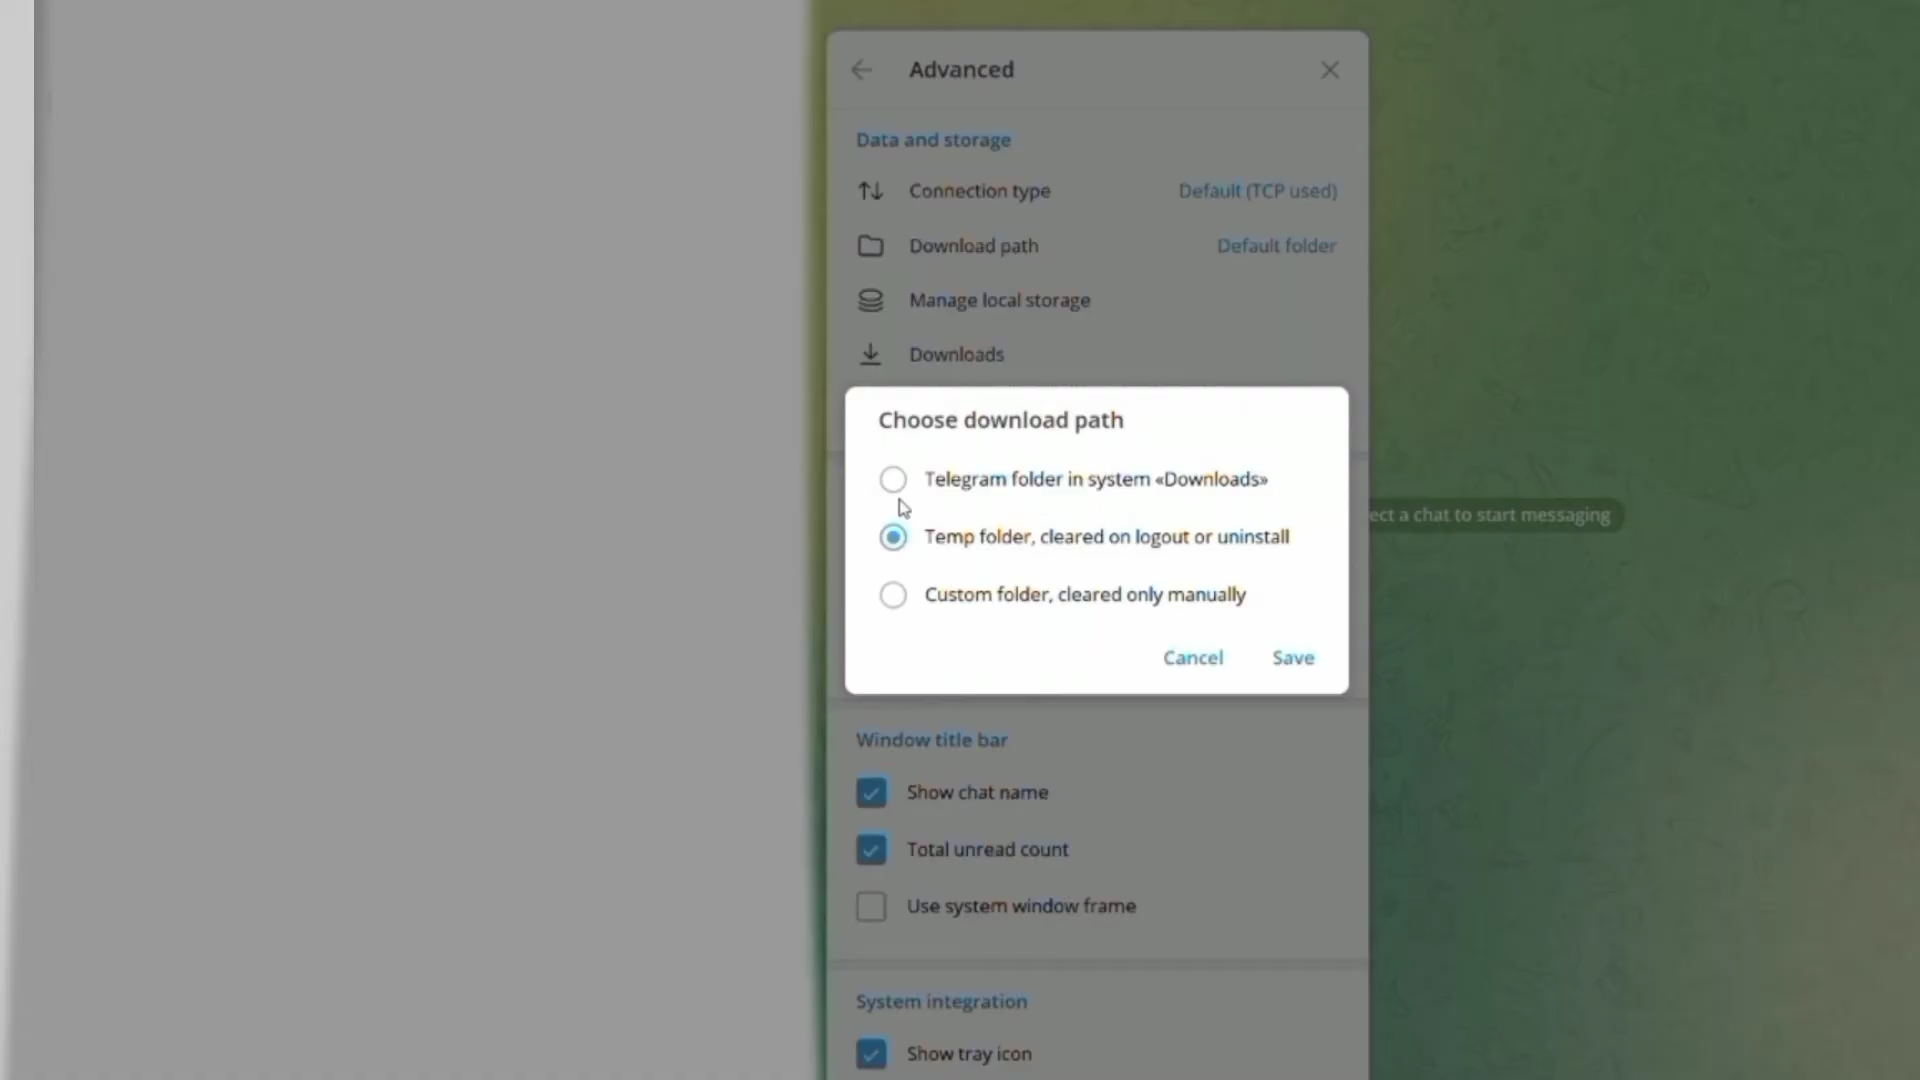 Advanced
Data and storage
Connection type Default (TCP used)
Download path Default folder
Manage local storage
Downloads
Choose download path
Telegram folder in system «Downloads»
ect a chat to start messaging
Temp folder, cleared on logout or uninstall
Custom folder, cleared only manually
Cancel Save
Window title bar
Show chat name
Total unread count
Use system window frame
System integration
Show tray icon